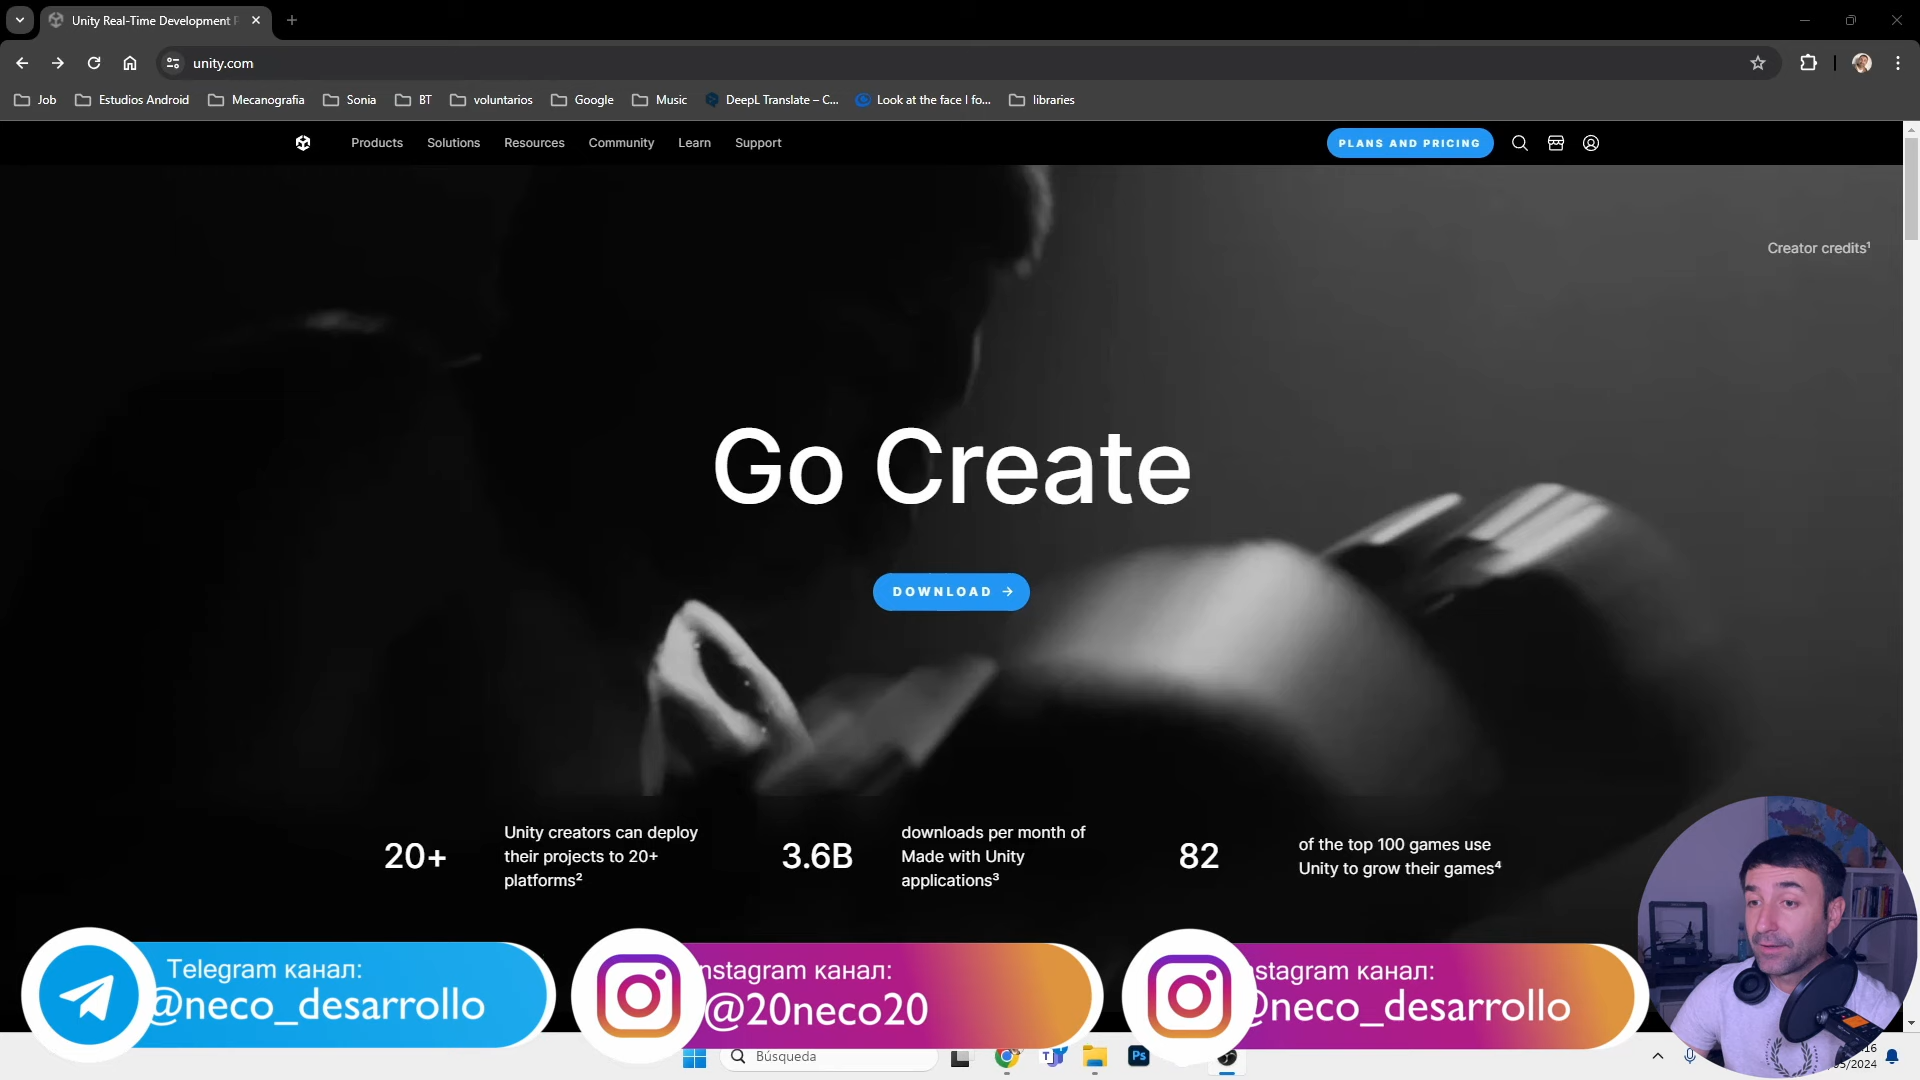 Unity Real-Time Development
unity.com
Job
Estudios Android
Mecanografia
Sonia
BT
voluntarios
Google
Music
DeepL Translate – C...
Look at the face | fo...
libraries
Products
Solutions
Resources
Community
Learn
Support
PLANS AND PRICING
Creator credits¹
Go Create
DOWNLOAD →
20+
Unity creators can deploy
their projects to 20+
platforms²
3.6B
downloads per month of
Made with Unity
applications³
82
of the top 100 games use
Unity to grow their games⁴
Telegram канал:
@neco_desarrollo
nstagram канал:
@20neco20
stagram канал:
@neco_desarrollo
Búsqueda
Ps